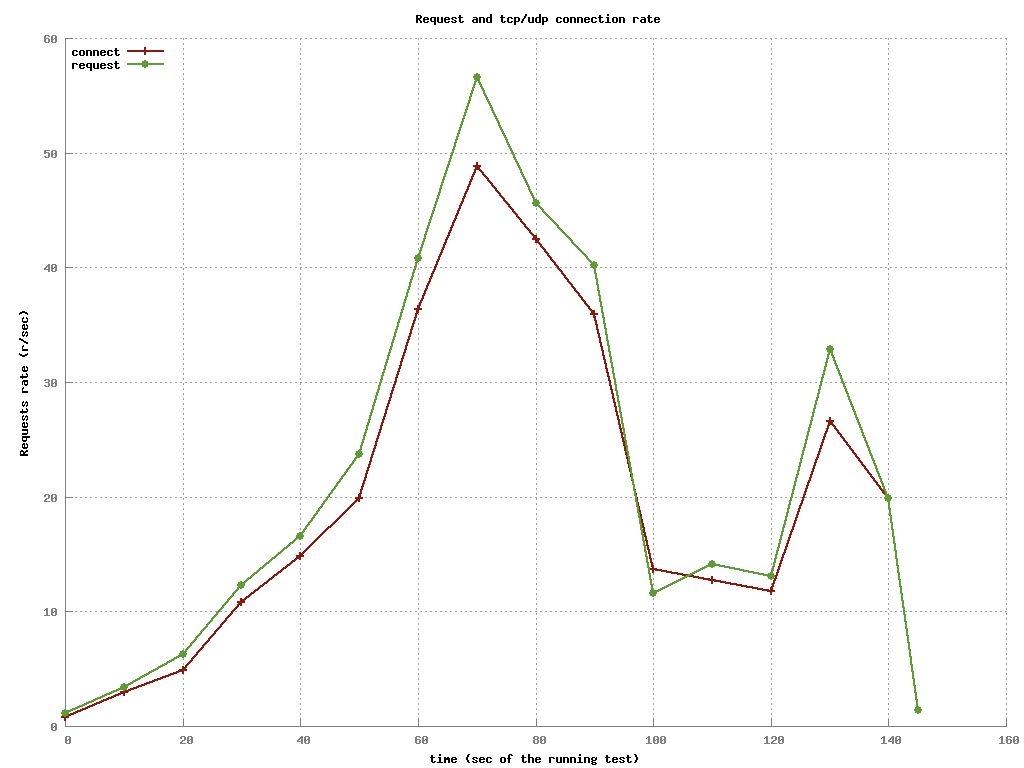 Request and tcp/udp connection rate
connect
request
60
50
40
30
20
10
0
Requests rate (r/sec)
0 20 40 60 80 100 120 140 160
time (sec of the running test)